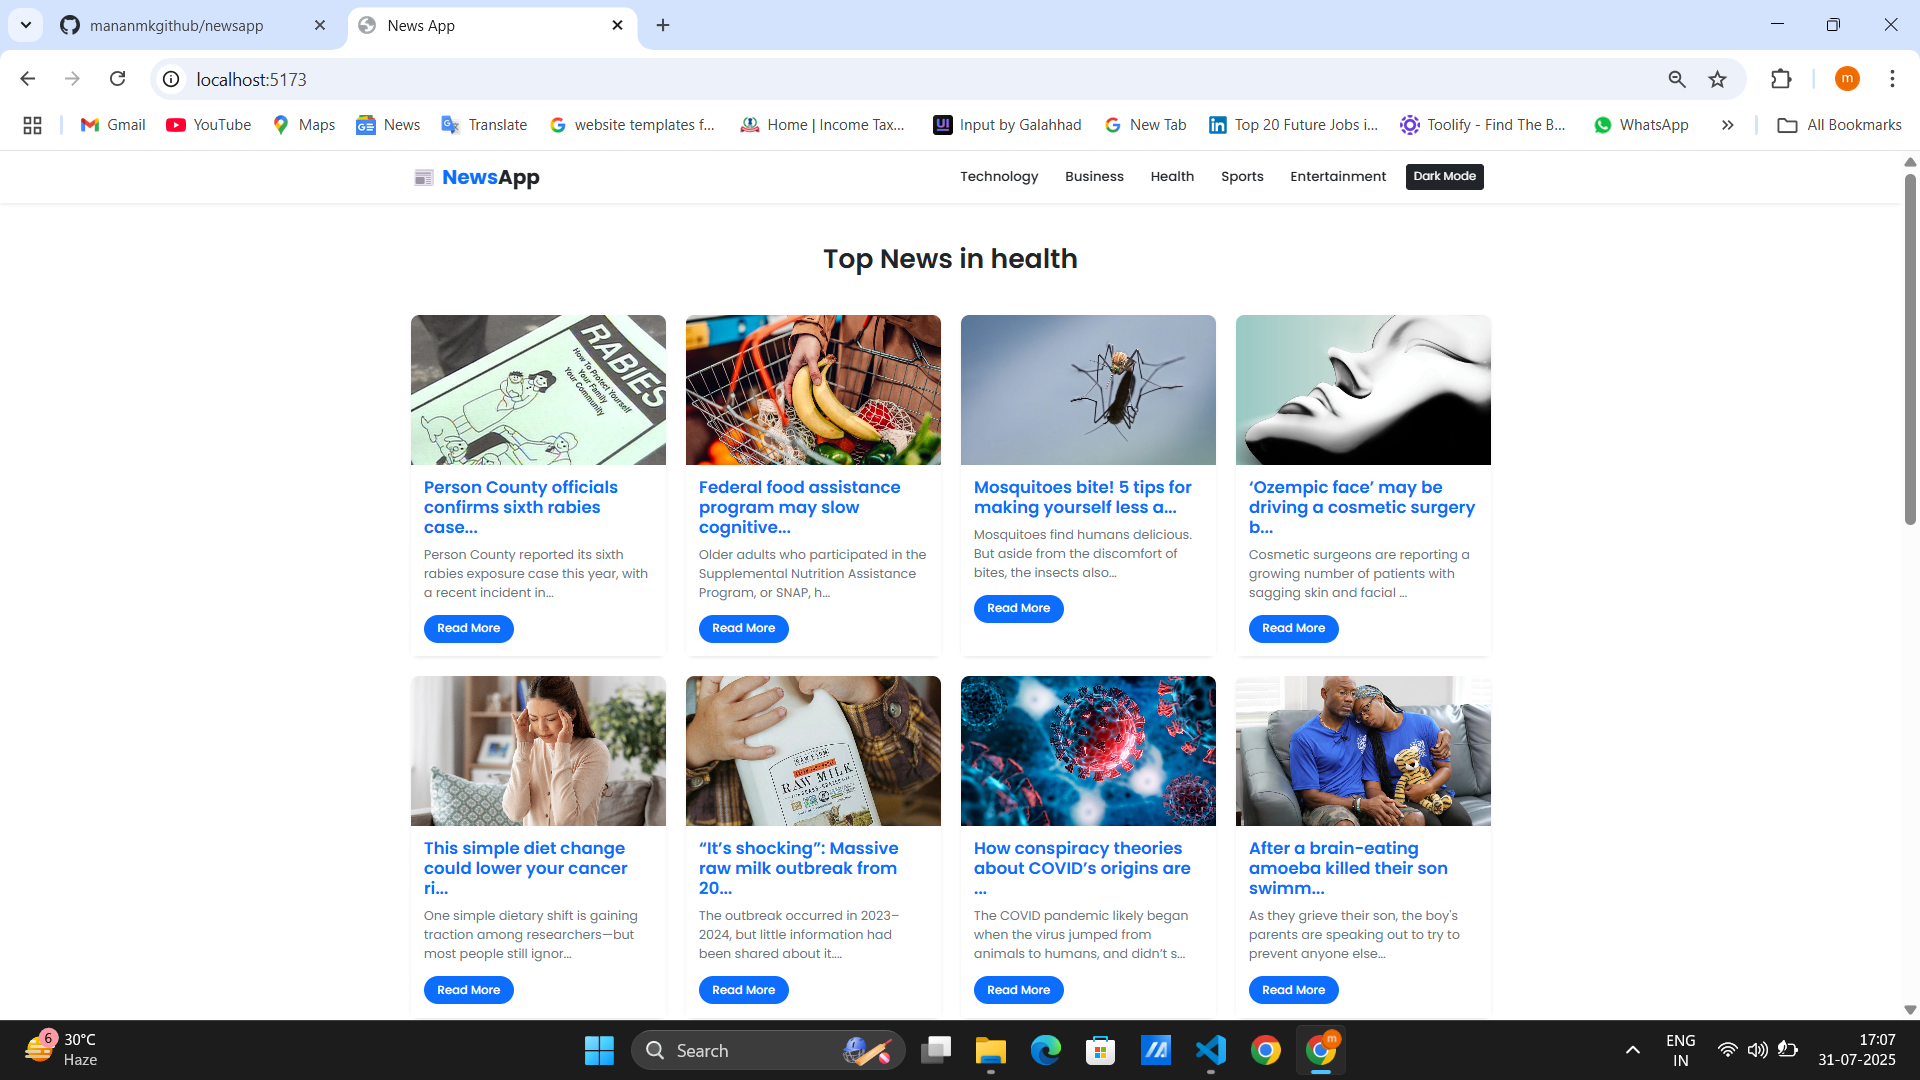 mananmkgithub/newsapp
News App
localhost:5173
m
Gmail
YouTube
Maps
News
Translate
website templates f...
Home | Income Tax...
Input by Galahhad
New Tab
Top 20 Future Jobs i...
Toolify - Find The B...
WhatsApp
All Bookmarks
NewsApp
Technology
Business
Health
Sports
Entertainment
Dark Mode
Top News in health
RABIES
How To Protect Yourself
Your Family
Your Community
Person County officials
confirms sixth rabies
case...
Person County reported its sixth
rabies exposure case this year, with
a recent incident in...
Read More
Federal food assistance
program may slow
cognitive...
Older adults who participated in the
Supplemental Nutrition Assistance
Program, or SNAP, h...
Read More
Mosquitoes bite! 5 tips for
making yourself less a...
Mosquitoes find humans delicious.
But aside from the discomfort of
bites, the insects also...
Read More
‘Ozempic face’ may be
driving a cosmetic surgery
b...
Cosmetic surgeons are reporting a
growing number of patients with
sagging skin and facial ...
Read More
This simple diet change
could lower your cancer
ri...
One simple dietary shift is gaining
traction among researchers—but
most people still ignor...
Read More
RAW MILK
“It’s shocking”: Massive
raw milk outbreak from
20...
The outbreak occurred in 2023–
2024, but little information had
been shared about it....
Read More
How conspiracy theories
about COVID’s origins are
...
The COVID pandemic likely began
when the virus jumped from
animals to humans, and didn’t s...
Read More
After a brain-eating
amoeba killed their son
swimm...
As they grieve their son, the boy's
parents are speaking out to try to
prevent anyone else...
Read More
6
30°C
Haze
Search
m
ENG
IN
17:07
31-07-2025